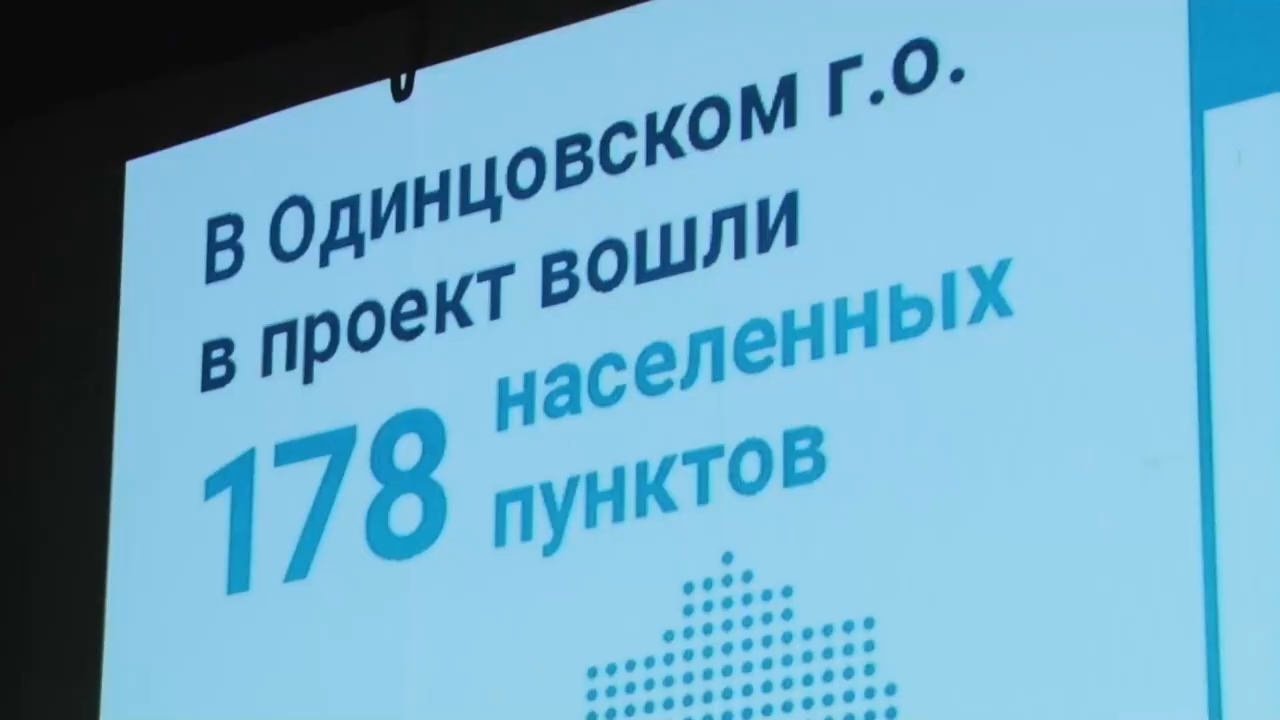 В Одинцовском г.о.
в проект вошли
178 населенных
пунктов